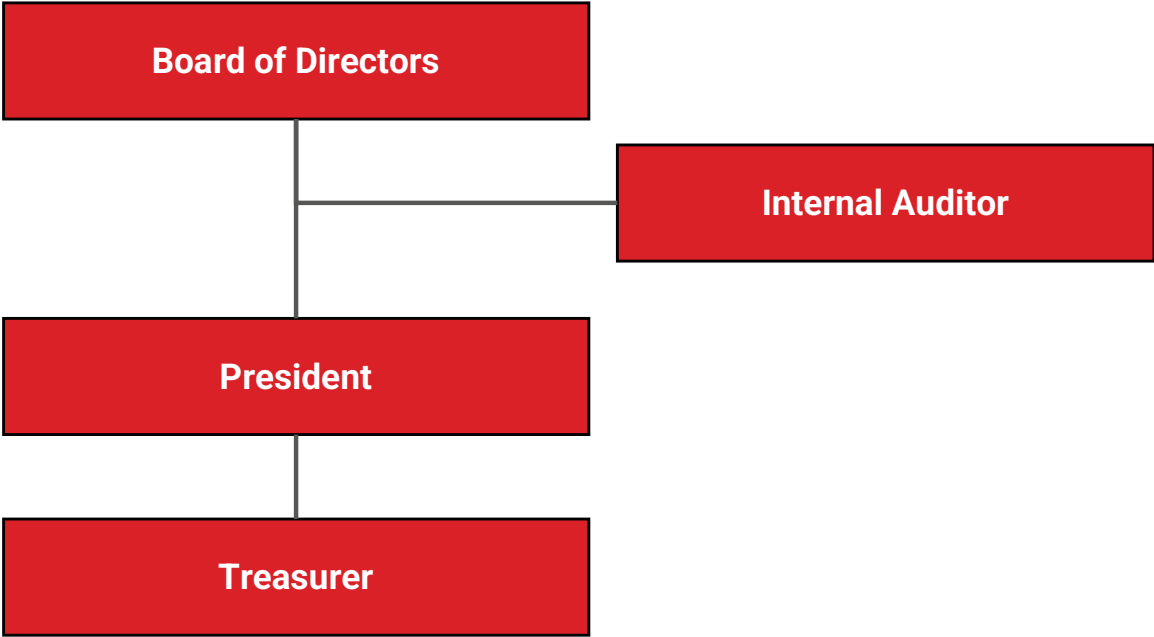 Board of Directors
Internal Auditor
President
Treasurer